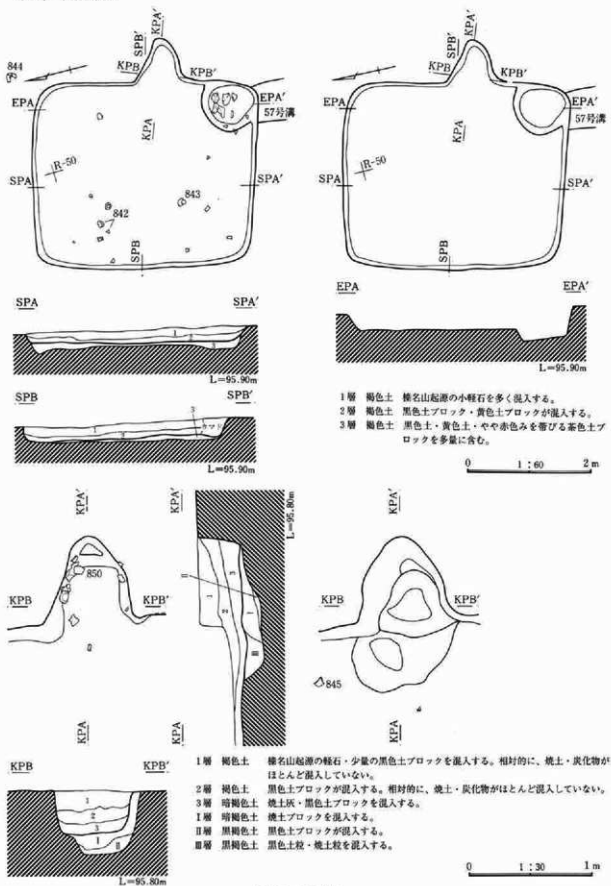 KPA′
SPB′
KPB
KPB′
844
EPA
EPA′
57号溝
KPA
R-50
SPA
SPA′
843
842
SPB
KPA′
SPB′
KPB
KPB′
EPA
EPA′
57号溝
KPA
R-50
SPA
SPA′
SPB
SPA
SPA′
1
2
3
L=95.90m
SPB
SPB′
3
カマド
1
2
L=95.90m
EPA
EPA′
L=95.90m
1層 褐色土 榛名山起源の小軽石を多く混入する。
2層 褐色土 黒色土ブロック・黄色土ブロックが混入する。
3層 褐色土 黒色土・黄色土・やや赤色みを帯びる茶色土ブ
ロックを多量に含む。
0 1:60 2m
KPA′
850
KPB
KPB′
KPA
KPA′
L=95.80m
II
1
2
3
I
III
KPA
KPA′
KPB
KPB′
845
KPA
1層 褐色土 榛名山起源の軽石・少量の黒色土ブロックを混入する。相対的に、焼土・炭化物が
ほとんど混入していない。
2層 褐色土 黒色土ブロックが混入する。相対的に、焼土・炭化物がほとんど混入していない。
3層 暗褐色土 焼土灰・黒色土ブロックを混入する。
I層 暗褐色土 焼土ブロックを混入する。
II層 黒褐色土 黒色土ブロックが混入する。
III層 黒褐色土 黒色土粒・焼土粒を混入する。
KPB
KPB′
1
2
3
I
II
L=95.80m
0 1:30 1m